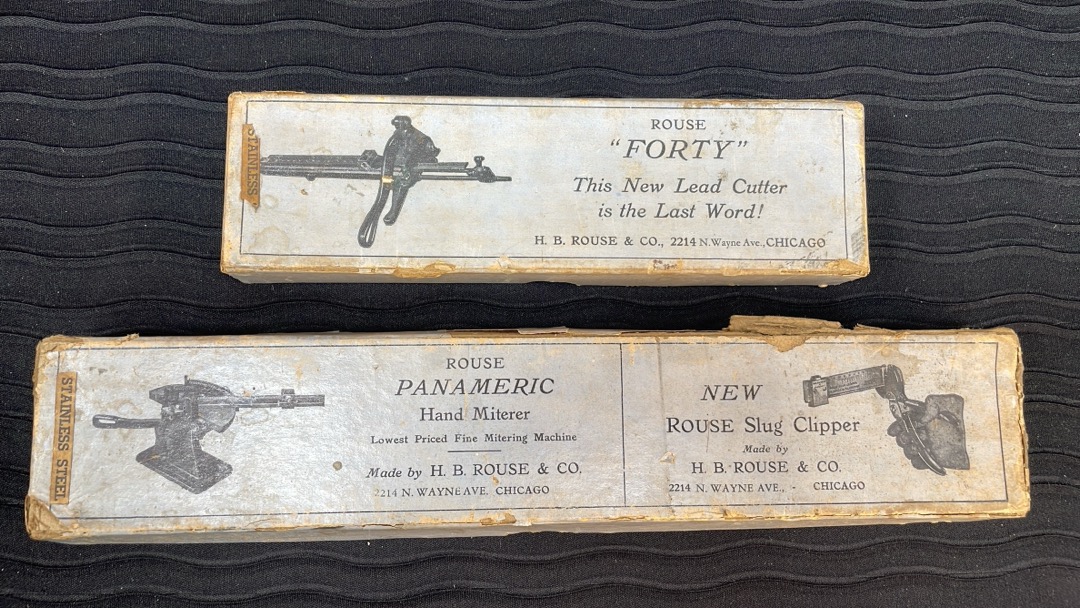 STAINLESS
ROUSE
"FORTY"
This New Lead Cutter
is the Last Word!
H. B. ROUSE & CO., 2214 N. Wayne Ave., CHICAGO
STAINLESS STEEL
ROUSE
PANAMERIC
Hand Miterer
Lowest Priced Fine Mitering Machine
Made by H. B. ROUSE & CO.
2214 N. WAYNE AVE. CHICAGO
NEW
ROUSE Slug Clipper
Made by
H. B. ROUSE & CO.
2214 N. WAYNE AVE., - CHICAGO